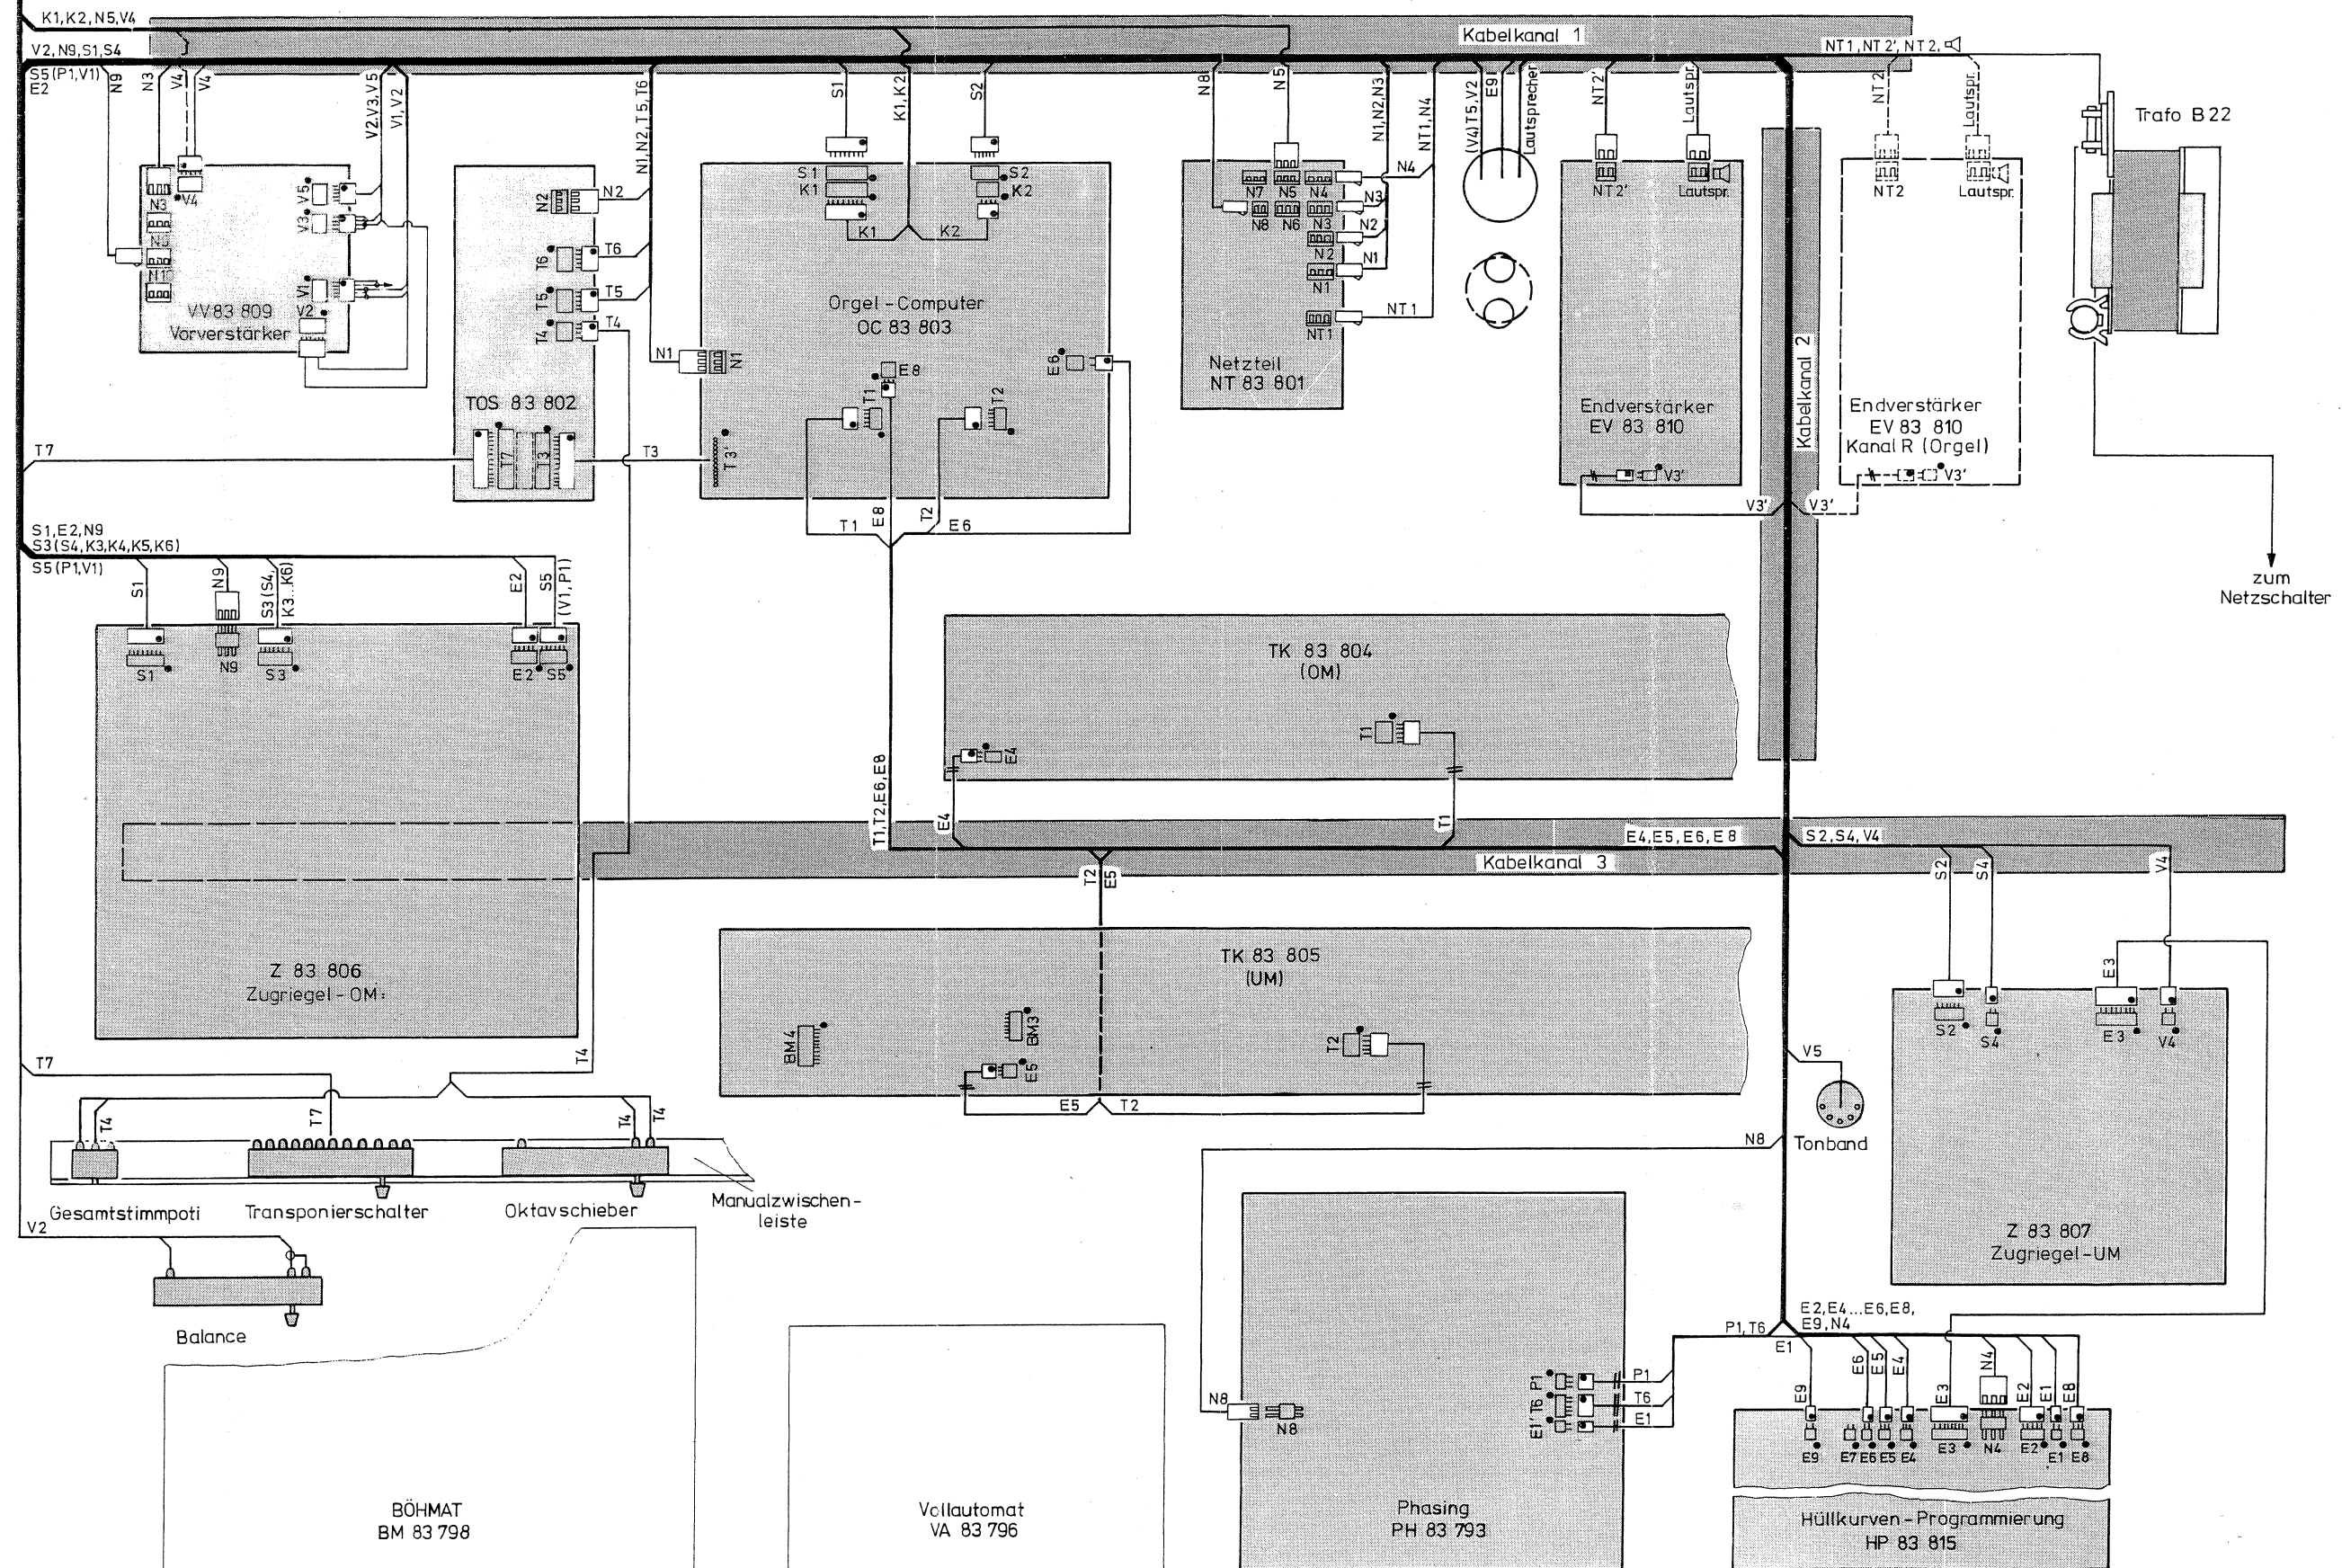 K1,K2,N5,V4
Kabelkanal 1
NT1,NT2',NT2,
V2,N9,S1,S4
S5(P1,V1)
E2
N9
N3
V4
V4
V2,V3,V5
V1,V2
N1,N2,T5,T6
S1
K1,K2
S2
N8
N5
N1,N2,N3
NT1,N4
(V4)T5,V2
E9
Lautsprecher
NT2'
Lautspr.
NT2
Lautspr.
Trafo B22
N3
V4
V5
V3
N1
V1
V2
VV83 809
Vorverstärker
N2
N2
T6
T6
T5
T5
T4
T4
TOS 83 802
T7
T3
T7
T3
S1
K1
S2
K2
K1
K2
Orgel-Computer
OC 83 803
N1
N1
E8
E6
T1
T2
T3'
T1
E8
T2
E6
N7
N5
N4
N4
N8
N6
N3
N3
N2
N2
N1
N1
NT1
NT1
Netzteil
NT 83 801
NT2'
Lautspr.
Endverstärker
EV 83 810
V3'
V3'
Kabelkanal 2
NT2
Lautspr.
Endverstärker
EV 83 810
Kanal R (Orgel)
V3'
V3'
zum
Netzschalter
S1,E2,N9
S3(S4,K3,K4,K5,K6)
S5(P1,V1)
S1
N9
S3(S4,
K3...K6)
E2
S5
(V1,P1)
S1
N9
S3
E2
S5
Z 83 806
Zugriegel-OM
TK 83 804
(OM)
T1
E4
T1,T2,E6,E8
E4
T1
E4,E5,E6,E8
S2,S4,V4
Kabelkanal 3
T2
E5
S2
S4
V4
TK 83 805
(UM)
BM4
BM3
E5
T2
E5
T2
E3
S2
S4
E3
V4
Z 83 807
Zugriegel-UM
V5
Tonband
N8
T7
T4
T4
T7
T4
T4
Gesamtstimmpoti
Transponierschalter
Oktavschieber
Manualzwischen-
leiste
V2
Balance
BÖHMAT
BM 83 798
Vollautomat
VA 83 796
P1,T6
E1
E2,E4...E6,E8,
E9,N4
N8
N8
P1
T6
E1'
P1
T6
E1
Phasing
PH 83 793
E9
E6
E5
E4
E3
N4
E2
E1
E8
E9
E7
E6
E5
E4
E3
N4
E2
E1
E8
Hüllkurven-Programmierung
HP 83 815